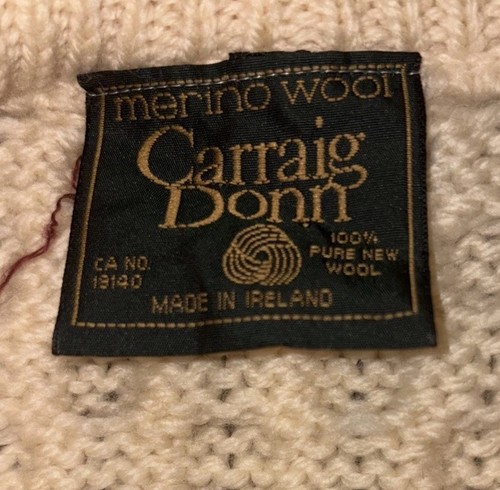 merino wool
Carraig
Donn
100%
PURE NEW
WOOL
CA NO.
19140
MADE IN IRELAND